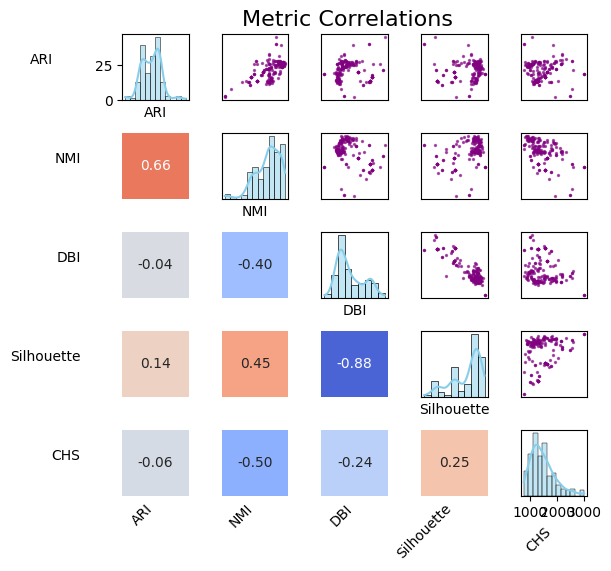 Metric Correlations
ARI
25
0
ARI
NMI
0.66
NMI
DBI
-0.04 -0.40
DBI
Silhouette
0.14 0.45 -0.88
Silhouette
CHS
-0.06 -0.50 -0.24 0.25
1000 2000 3000
ARI NMI DBI Silhouette CHS